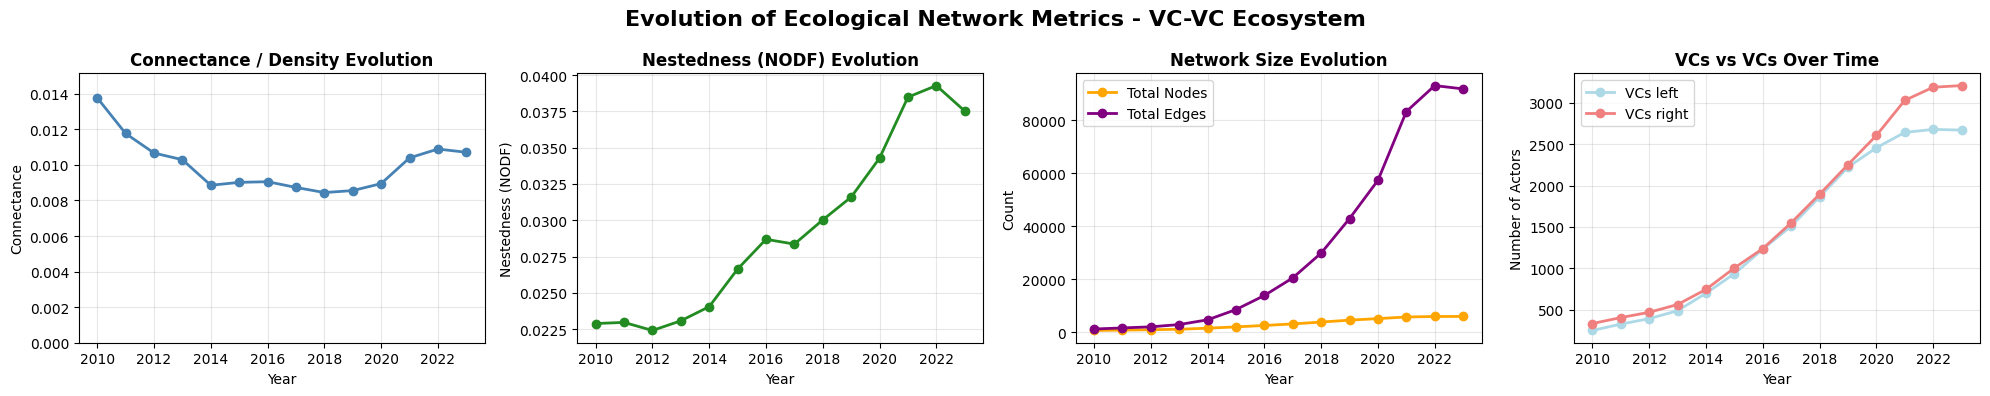 Evolution of Ecological Network Metrics - VC-VC Ecosystem
Connectance / Density Evolution
Connectance
0.014
0.012
0.010
0.008
0.006
0.004
0.002
0.000
2010 2012 2014 2016 2018 2020 2022
Year
Nestedness (NODF) Evolution
Nestedness (NODF)
0.0400
0.0375
0.0350
0.0325
0.0300
0.0275
0.0250
0.0225
2010 2012 2014 2016 2018 2020 2022
Year
Network Size Evolution
Total Nodes
Total Edges
Count
80000
60000
40000
20000
0
2010 2012 2014 2016 2018 2020 2022
Year
VCs vs VCs Over Time
VCs left
VCs right
Number of Actors
3000
2500
2000
1500
1000
500
2010 2012 2014 2016 2018 2020 2022
Year